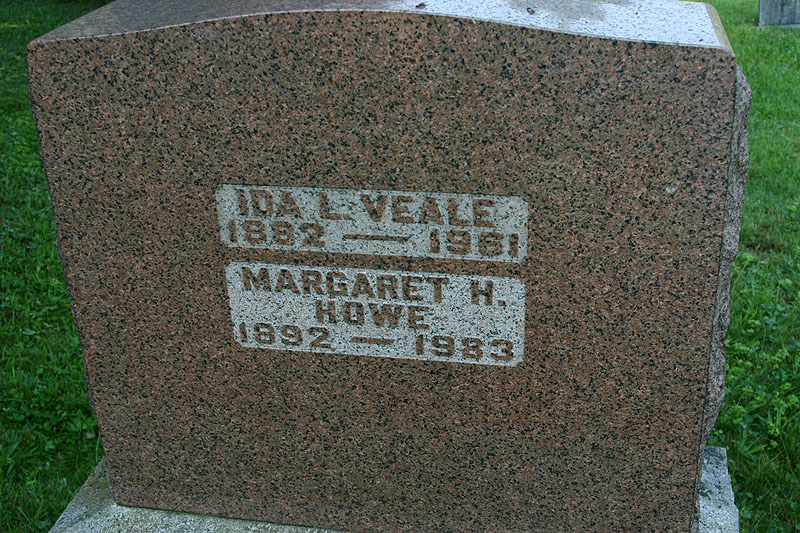 IDA L. VEALE
1882 — 1961
MARGARET H.
HOWE
1892 — 1983